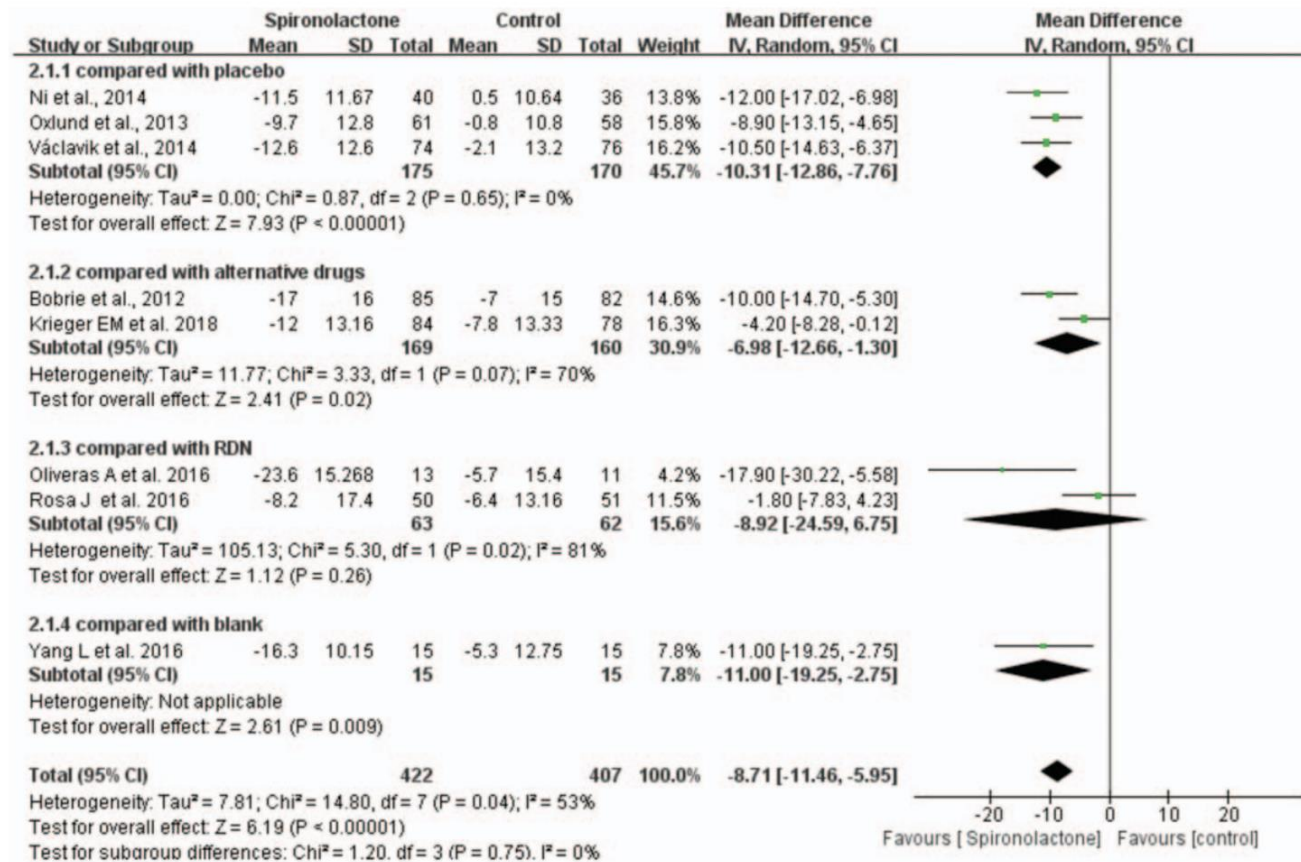 Spironolactone Control Mean Difference Mean Difference
Study or Subgroup Mean SD Total Mean SD Total Weight IV, Random, 95% CI IV, Random, 95% CI
2.1.1 compared with placebo
Ni et al., 2014 -11.5 11.67 40 0.5 10.64 36 13.8% -12.00 [-17.02, -6.98]
Oxlund et al., 2013 -9.7 12.8 61 -0.8 10.8 58 15.8% -8.90 [-13.15, -4.65]
Václavik et al., 2014 -12.6 12.6 74 -2.1 13.2 76 16.2% -10.50 [-14.63, -6.37]
Subtotal (95% CI) 175 170 45.7% -10.31 [-12.86, -7.76]
Heterogeneity: Tau² = 0.00; Chi² = 0.87, df = 2 (P = 0.65); I² = 0%
Test for overall effect: Z = 7.93 (P < 0.00001)
2.1.2 compared with alternative drugs
Bobrie et al., 2012 -17 16 85 -7 15 82 14.6% -10.00 [-14.70, -5.30]
Krieger EM et al. 2018 -12 13.16 84 -7.8 13.33 78 16.3% -4.20 [-8.28, -0.12]
Subtotal (95% CI) 169 160 30.9% -6.98 [-12.66, -1.30]
Heterogeneity: Tau² = 11.77; Chi² = 3.33, df = 1 (P = 0.07); I² = 70%
Test for overall effect: Z = 2.41 (P = 0.02)
2.1.3 compared with RDN
Oliveras A et al. 2016 -23.6 15.268 13 -5.7 15.4 11 4.2% -17.90 [-30.22, -5.58]
Rosa J et al. 2016 -8.2 17.4 50 -6.4 13.16 51 11.5% -1.80 [-7.83, 4.23]
Subtotal (95% CI) 63 62 15.6% -8.92 [-24.59, 6.75]
Heterogeneity: Tau² = 105.13; Chi² = 5.30, df = 1 (P = 0.02); I² = 81%
Test for overall effect: Z = 1.12 (P = 0.26)
2.1.4 compared with blank
Yang L et al. 2016 -16.3 10.15 15 -5.3 12.75 15 7.8% -11.00 [-19.25, -2.75]
Subtotal (95% CI) 15 15 7.8% -11.00 [-19.25, -2.75]
Heterogeneity: Not applicable
Test for overall effect: Z = 2.61 (P = 0.009)
Total (95% CI) 422 407 100.0% -8.71 [-11.46, -5.95]
Heterogeneity: Tau² = 7.81; Chi² = 14.80, df = 7 (P = 0.04); I² = 53%
Test for overall effect: Z = 6.19 (P < 0.00001)
Test for subgroup differences: Chi² = 1.20, df = 3 (P = 0.75), I² = 0%
-20 -10 0 10 20
Favours [ Spironolactone] Favours [control]